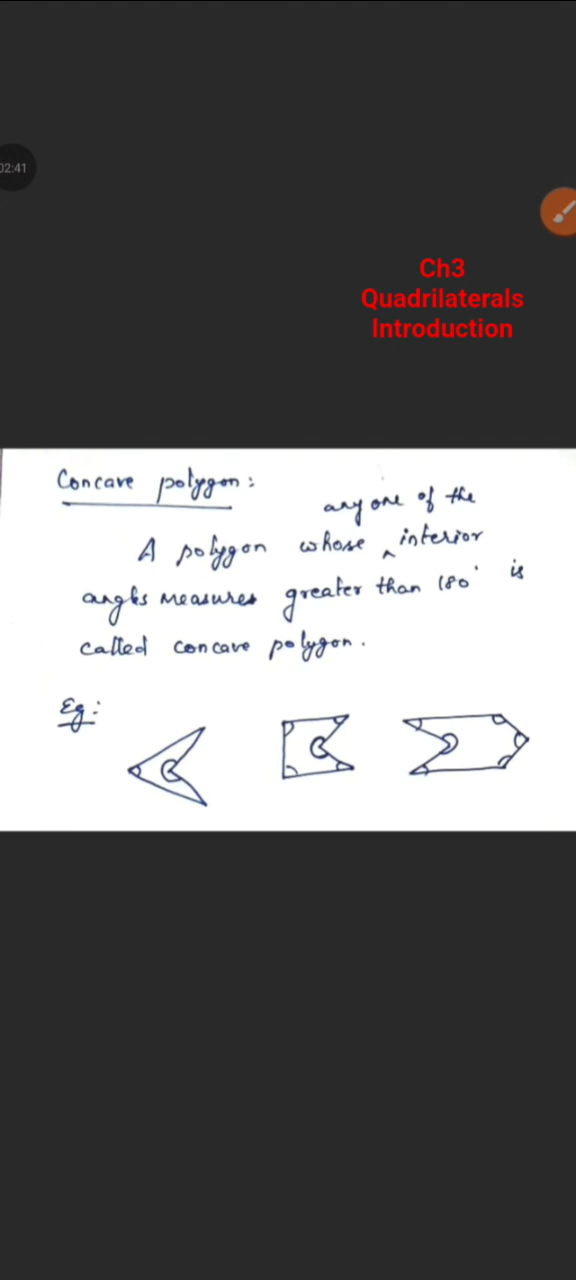 02:41
Ch3
Quadrilaterals
Introduction
Concave polygon:
any one of the
A polygon whose ‸ interior
angles measures greater than 180° is
called concave polygon.
Eg: